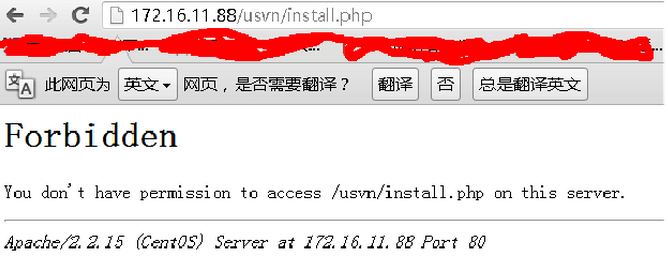 172.16.11.88/usvn/install.php
此网页为 英文 网页，是否需要翻译？ 翻译 否 总是翻译英文
Forbidden
You don't have permission to access /usvn/install.php on this server.
Apache/2.2.15 (CentOS) Server at 172.16.11.88 Port 80